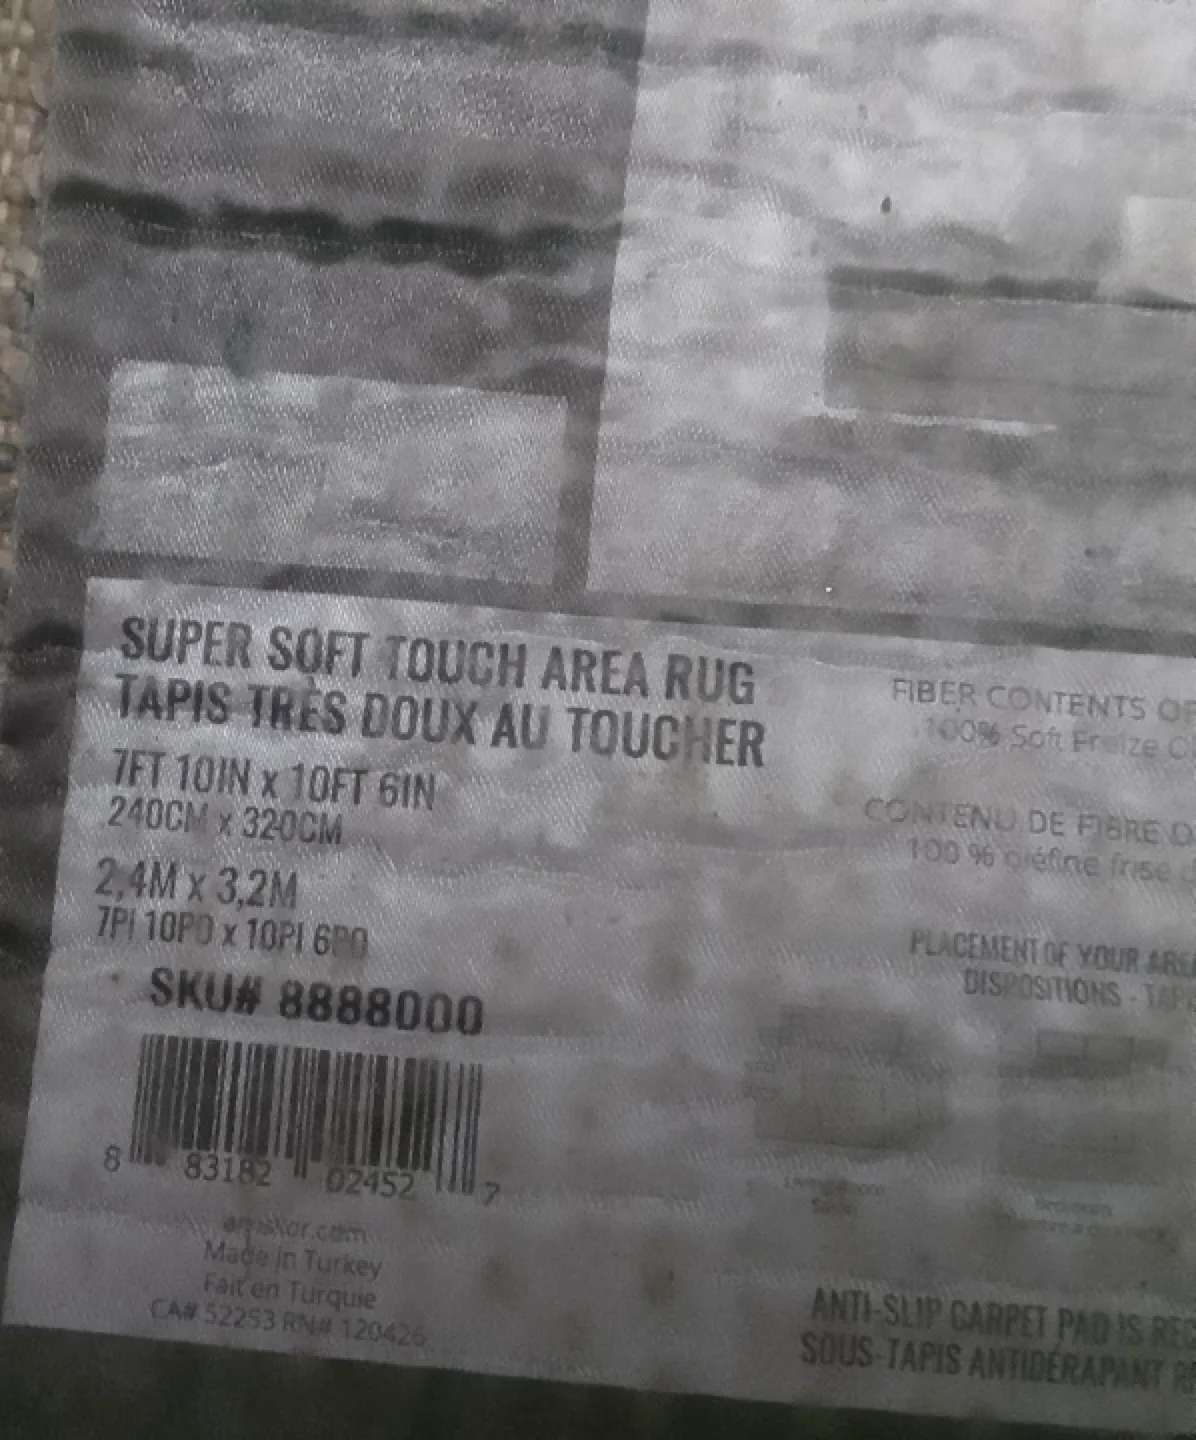 SUPER SOFT TOUCH AREA RUG
TAPIS TRÈS DOUX AU TOUCHER
7FT 10IN x 10FT 6IN
240CM x 320CM
2,4M x 3,2M
7PI 10PO x 10PI 6PO
SKU# 8888000
8 83182 02452 7
Made in Turkey
Fait en Turquie
CA# 52253 RN# 120426
FIBER CONTENTS OF
100% Soft Freize
CONTENU DE FIBRE
100 % oléfine frisé
PLACEMENT OF YOUR AREA
DISPOSITIONS - TAPIS
ANTI-SLIP CARPET PAD IS
SOUS-TAPIS ANTIDÉRAPANT